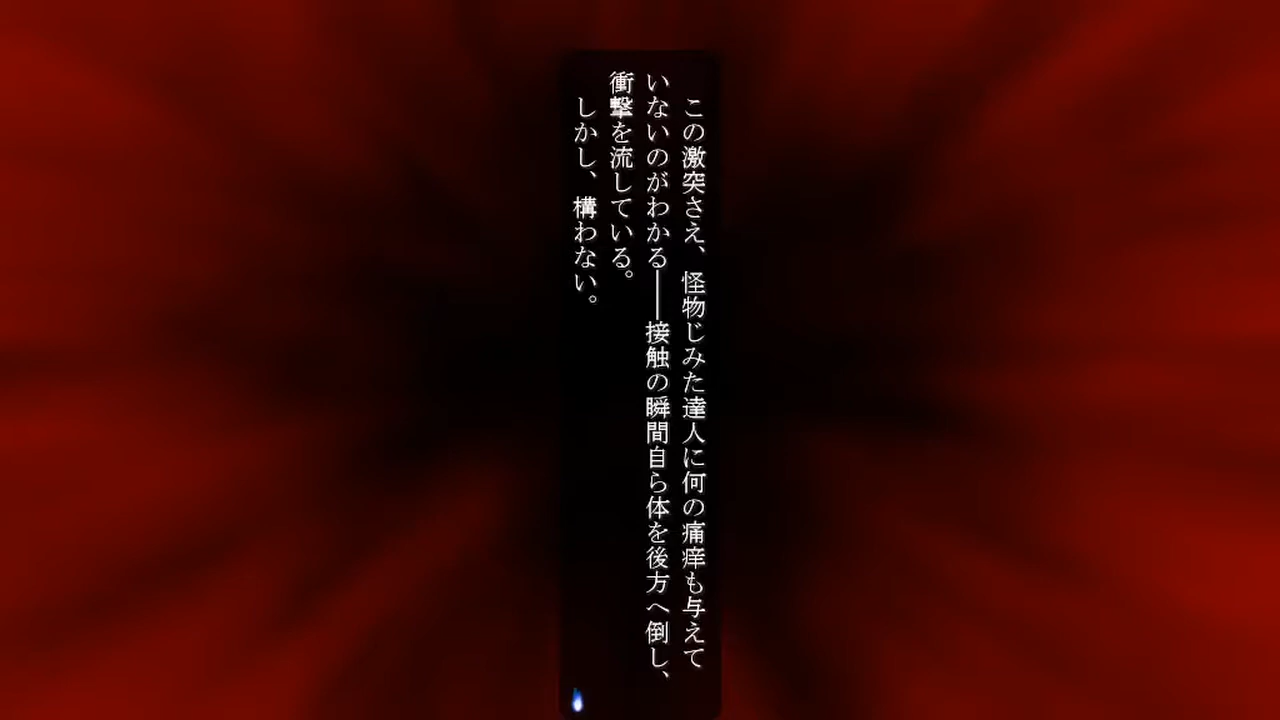 この激突さえ、怪物じみた達人に何の痛痒も与えて
いないのがわかる――接触の瞬間自ら体を後方へ倒し、
衝撃を流している。
しかし、構わない。